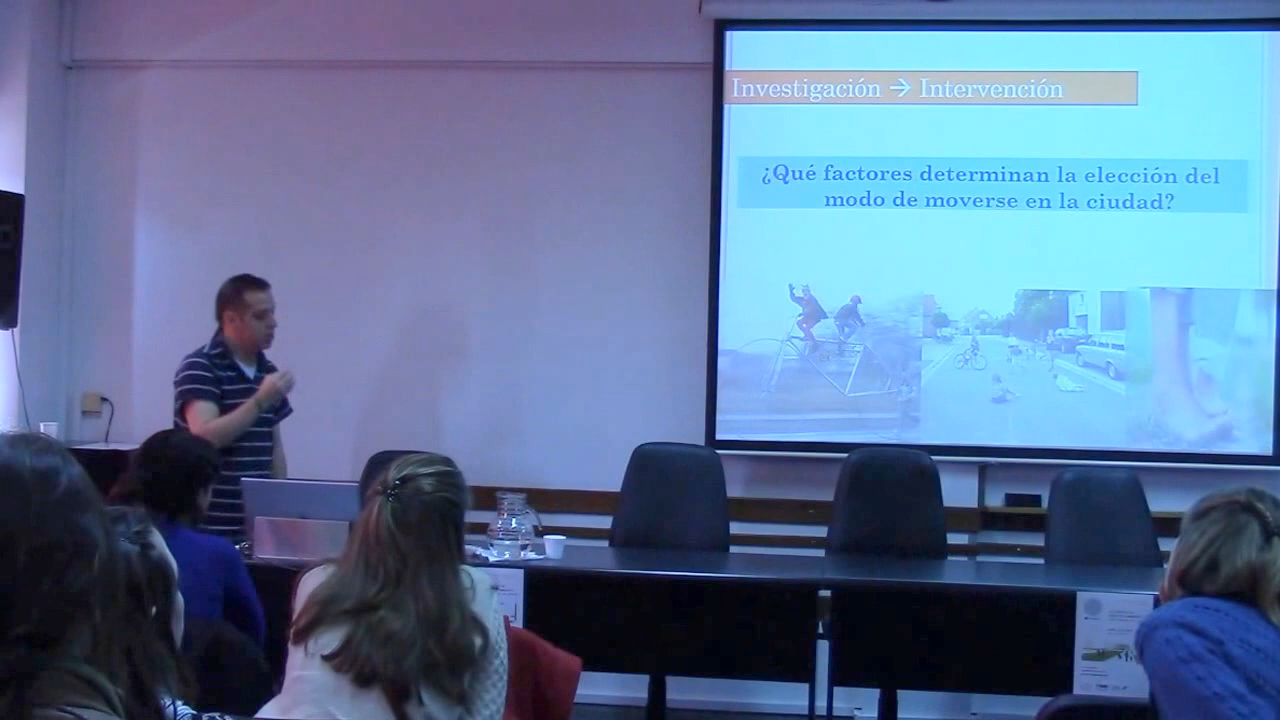 Investigación → Intervención
¿Qué factores determinan la elección del
modo de moverse en la ciudad?